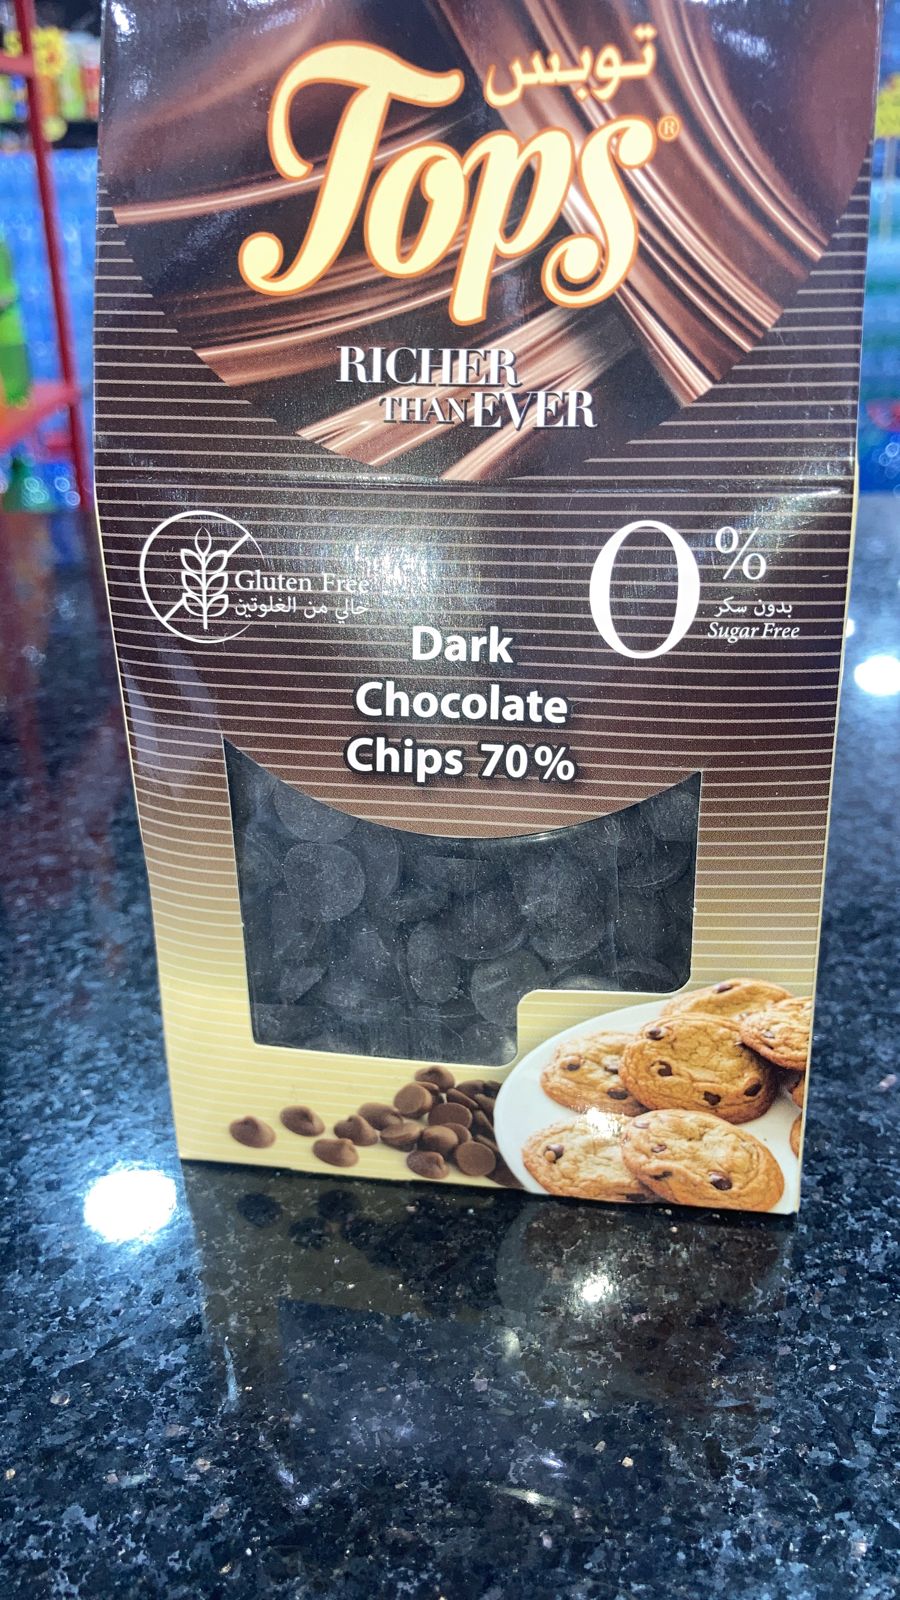 توبس
Tops®
RICHER
THAN EVER
Gluten Free
خالي من الغلوتين
0%
بدون سكر
Sugar Free
Dark
Chocolate
Chips 70%